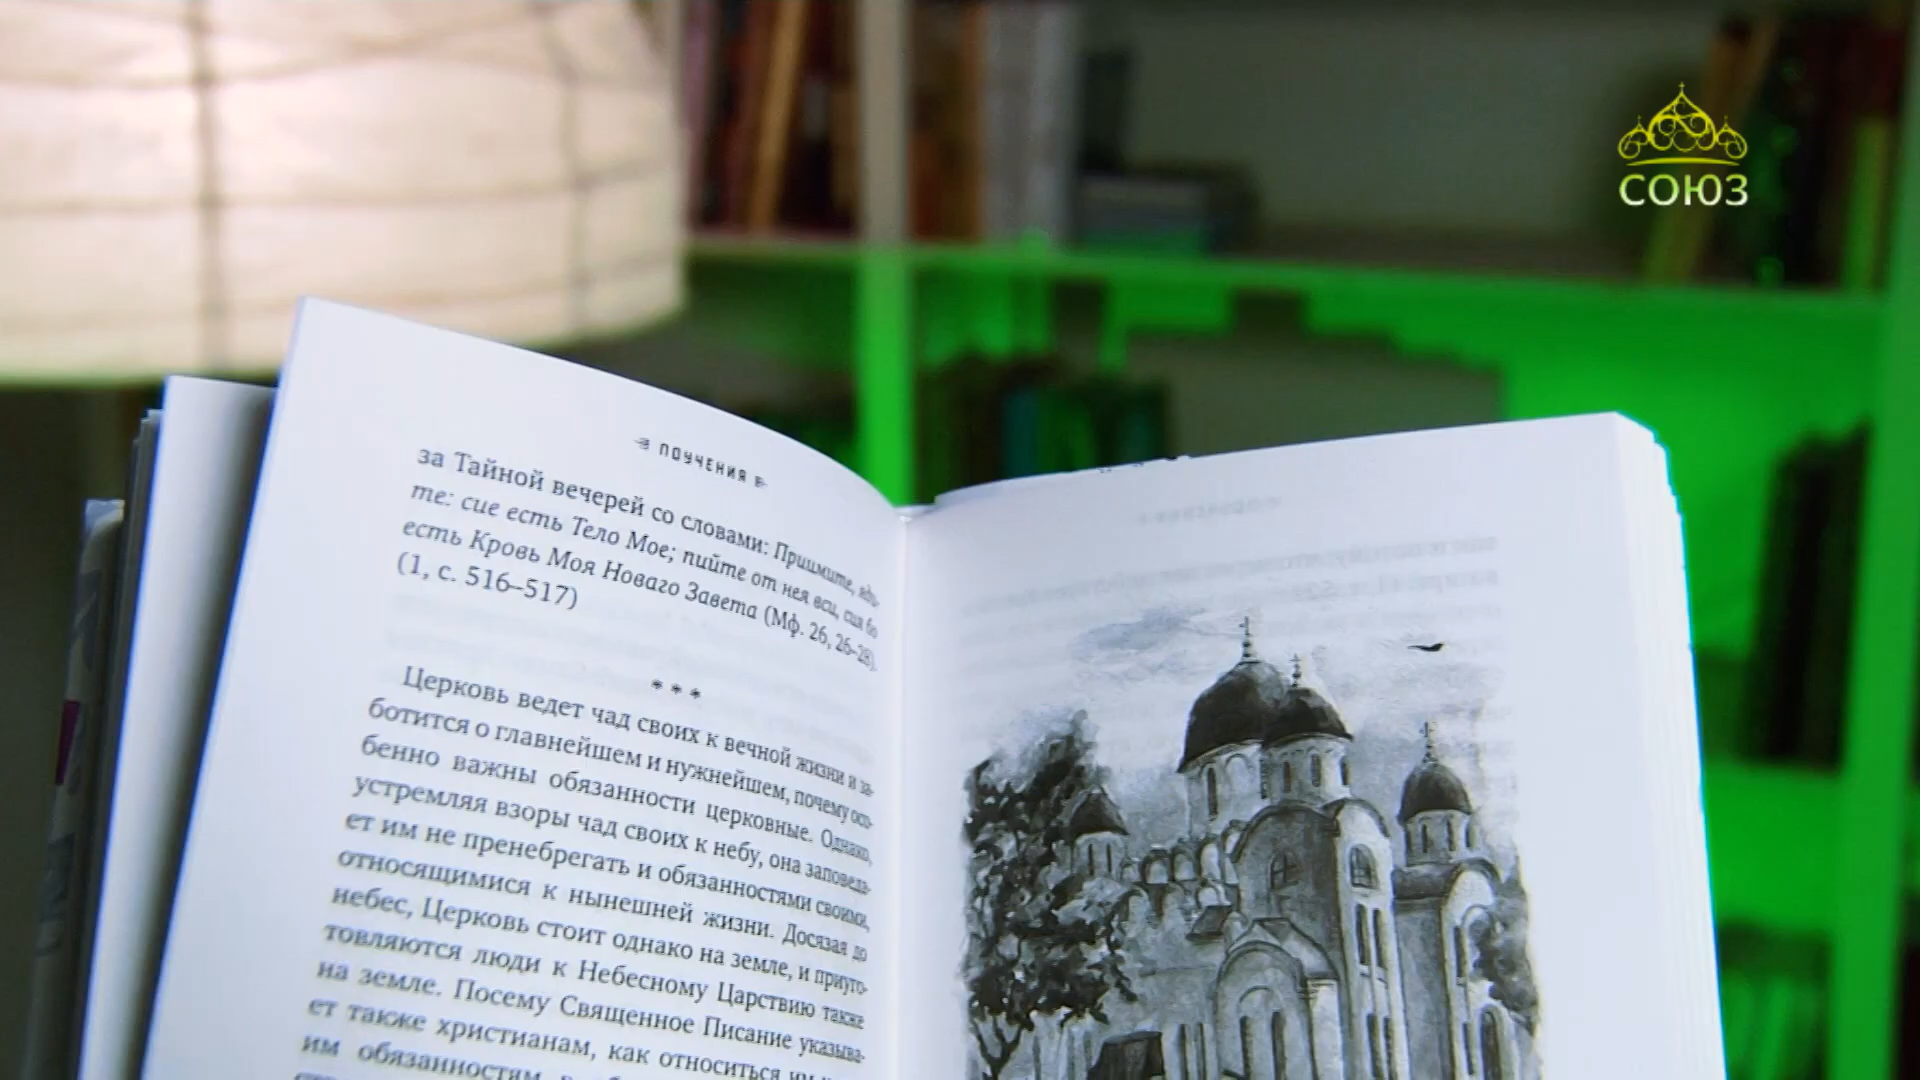 СОЮЗ
ПОУЧЕНИЯ
за Тайной вечерей со словами: Приимите, яди-
те: сие есть Тело Мое; пийте от нея вси, сия бо
есть Кровь Моя Новаго Завета (Мф. 26, 26–28).
(1, с. 516–517)
* * *
Церковь ведет чад своих к вечной жизни и за-
ботится о главнейшем и нужнейшем, почему осо-
бенно важны обязанности церковные. Однако,
устремляя взоры чад своих к небу, она заповеда-
ет им не пренебрегать и обязанностями своими,
относящимися к нынешней жизни. Досязая до
небес, Церковь стоит однако на земле, и приуго-
товляются люди к Небесному Царствию также
на земле. Посему Священное Писание указыва-
ет также христианам, как относиться им
им обязанностям